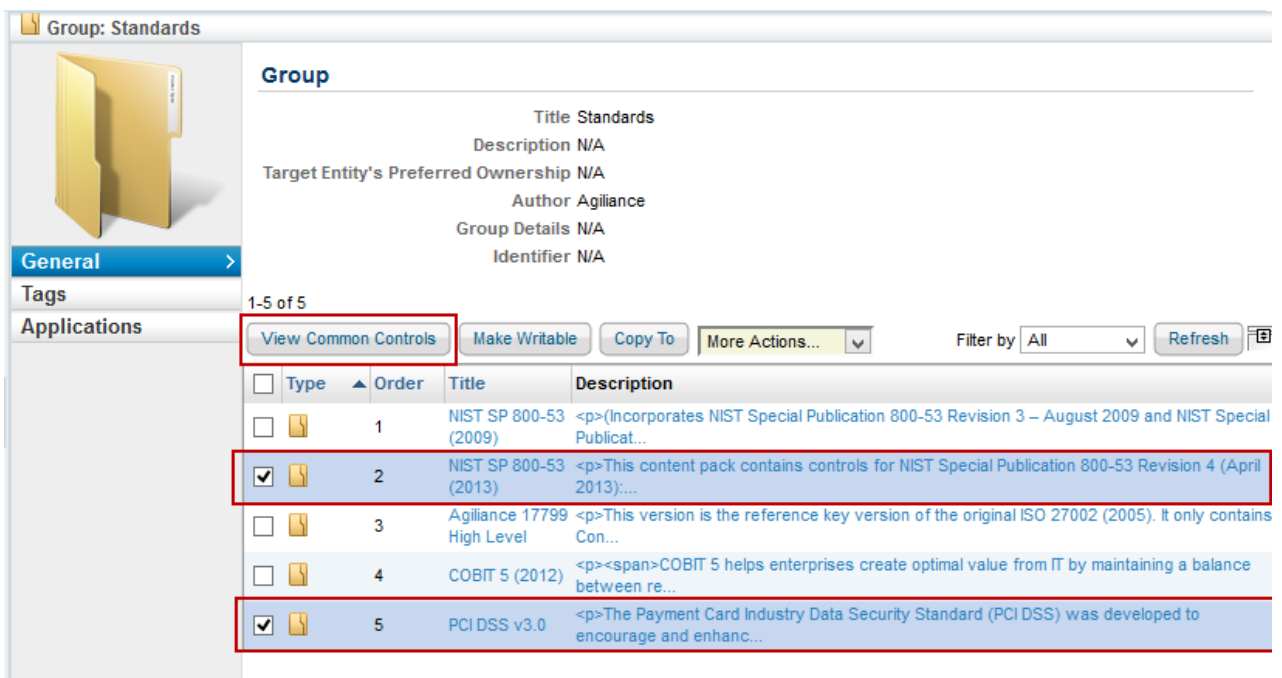 Group: Standards
Group
Title Standards
Description N/A
Target Entity's Preferred Ownership N/A
Author Agiliance
Group Details N/A
Identifier N/A
General
Tags
Applications
1-5 of 5
View Common Controls Make Writable Copy To More Actions... Filter by All Refresh
Type Order Title Description
1 NIST SP 800-53 <p>(Incorporates NIST Special Publication 800-53 Revision 3 – August 2009 and NIST Special
(2009) Publicat...
2 NIST SP 800-53 <p>This content pack contains controls for NIST Special Publication 800-53 Revision 4 (April
(2013) 2013):...
3 Agiliance 17799 <p>This version is the reference key version of the original ISO 27002 (2005). It only contains
High Level Con...
4 COBIT 5 (2012) <p><span>COBIT 5 helps enterprises create optimal value from IT by maintaining a balance
between re...
5 PCI DSS v3.0 <p>The Payment Card Industry Data Security Standard (PCI DSS) was developed to
encourage and enhanc...